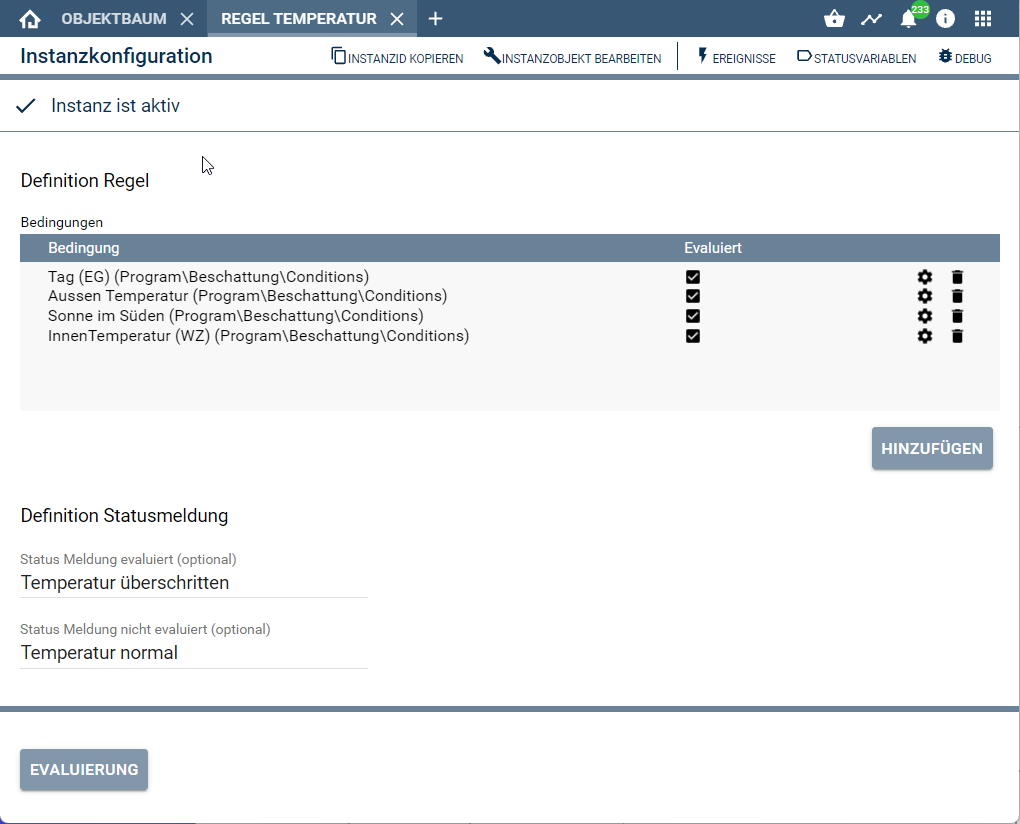 OBJEKTBAUM REGEL TEMPERATUR 233
Instanzkonfiguration INSTANZID KOPIEREN INSTANZOBJEKT BEARBEITEN EREIGNISSE STATUSVARIABLEN DEBUG
Instanz ist aktiv
Definition Regel
Bedingungen
Bedingung Evaluiert
Tag (EG) (Program\Beschattung\Conditions)
Aussen Temperatur (Program\Beschattung\Conditions)
Sonne im Süden (Program\Beschattung\Conditions)
InnenTemperatur (WZ) (Program\Beschattung\Conditions)
HINZUFÜGEN
Definition Statusmeldung
Status Meldung evaluiert (optional)
Temperatur überschritten
Status Meldung nicht evaluiert (optional)
Temperatur normal
EVALUIERUNG